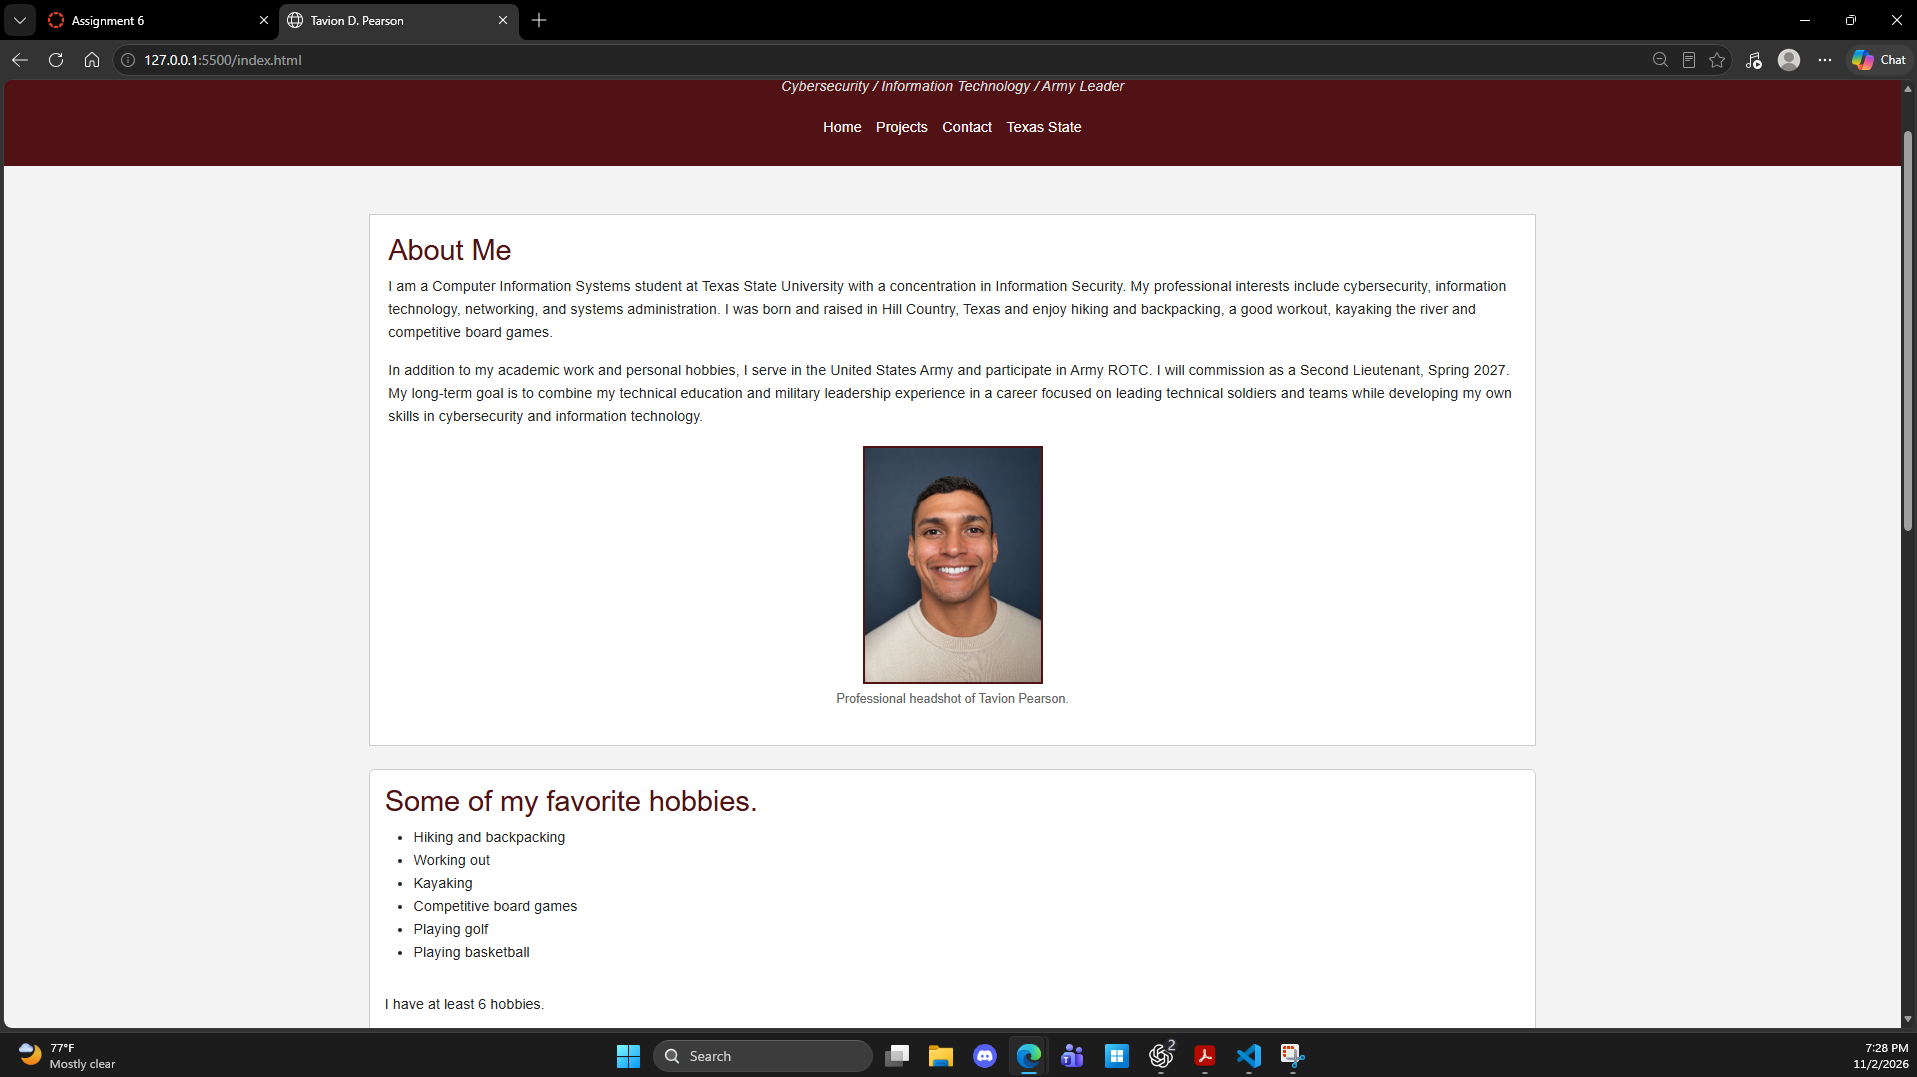 Assignment 6
Tavion D. Pearson
127.0.0.1:5500/index.html
Chat
Cybersecurity / Information Technology / Army Leader
Home Projects Contact Texas State
About Me
I am a Computer Information Systems student at Texas State University with a concentration in Information Security. My professional interests include cybersecurity, information
technology, networking, and systems administration. I was born and raised in Hill Country, Texas and enjoy hiking and backpacking, a good workout, kayaking the river and
competitive board games.
In addition to my academic work and personal hobbies, I serve in the United States Army and participate in Army ROTC. I will commission as a Second Lieutenant, Spring 2027.
My long-term goal is to combine my technical education and military leadership experience in a career focused on leading technical soldiers and teams while developing my own
skills in cybersecurity and information technology.
Professional headshot of Tavion Pearson.
Some of my favorite hobbies.
• Hiking and backpacking
• Working out
• Kayaking
• Competitive board games
• Playing golf
• Playing basketball
I have at least 6 hobbies.
77°F
Mostly clear
Search
2
7:28 PM
11/2/2026